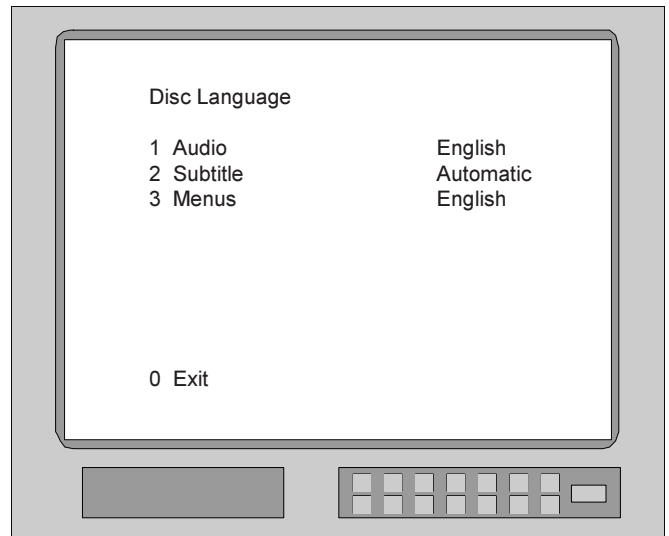 Disc Language
1 Audio English
2 Subtitle Automatic
3 Menus English
0 Exit